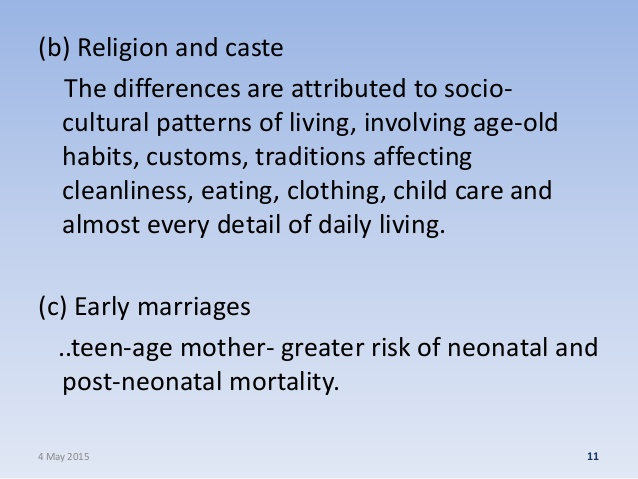 (b) Religion and caste
The differences are attributed to socio-
cultural patterns of living, involving age-old
habits, customs, traditions affecting
cleanliness, eating, clothing, child care and
almost every detail of daily living.
(c) Early marriages
..teen-age mother- greater risk of neonatal and
post-neonatal mortality.
4 May 2015
11